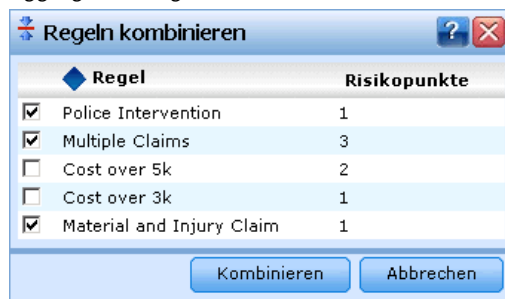 Regeln kombinieren ?
Regel Risikopunkte
Police Intervention 1
Multiple Claims 3
Cost over 5k 2
Cost over 3k 1
Material and Injury Claim 1
Kombinieren Abbrechen